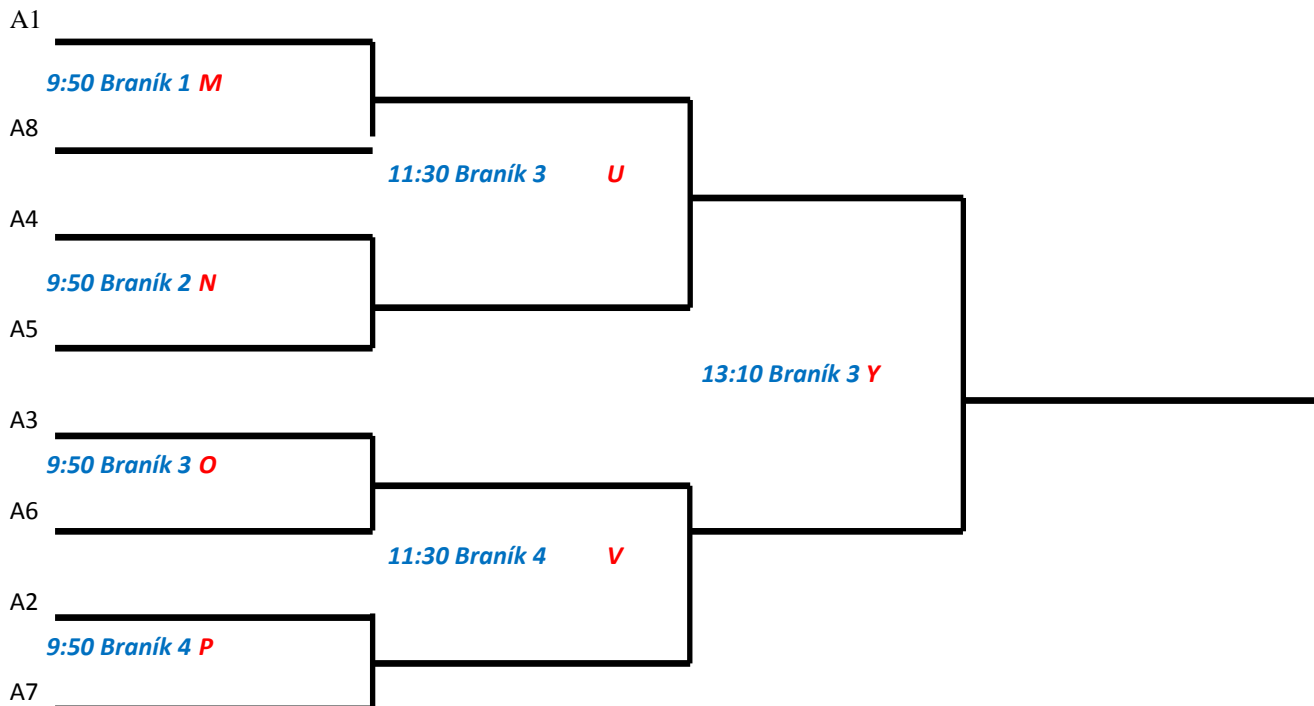 A1
9:50 Braník 1 M
A8
11:30 Braník 3 U
A4
9:50 Braník 2 N
A5
13:10 Braník 3 Y
A3
9:50 Braník 3 O
A6
11:30 Braník 4 V
A2
9:50 Braník 4 P
A7